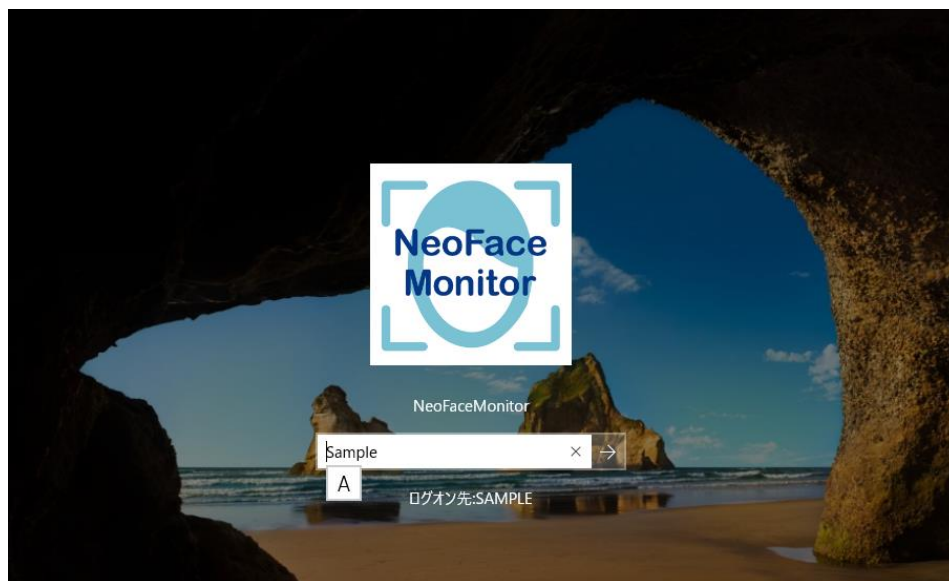 NeoFace
Monitor
NeoFaceMonitor
Sample
A
ログオン先:SAMPLE